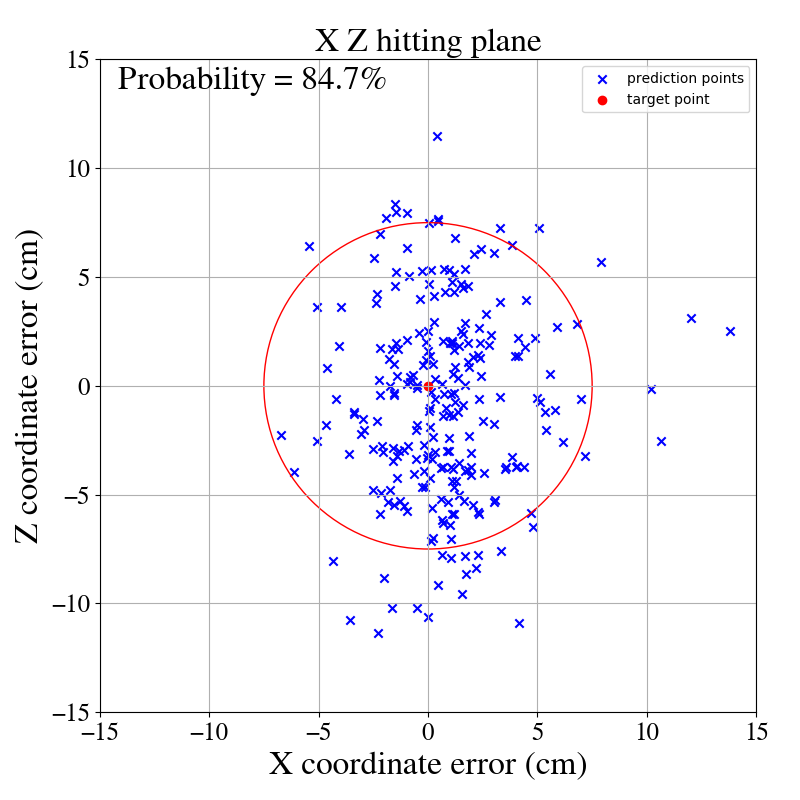 X Z hitting plane
Probability = 84.7%
prediction points
target point
15
10
5
0
−5
−10
−15
Z coordinate error (cm)
−15 −10 −5 0 5 10 15
X coordinate error (cm)